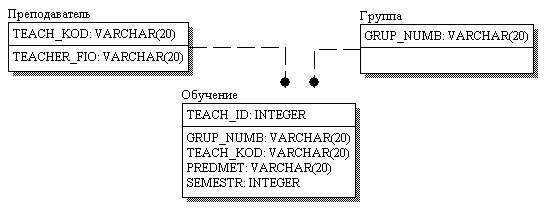 Преподаватель
TEACH_KOD: VARCHAR(20)
TEACHER_FIO: VARCHAR(20)
Группа
GRUP_NUMB: VARCHAR(20)
Обучение
TEACH_ID: INTEGER
GRUP_NUMB: VARCHAR(20)
TEACH_KOD: VARCHAR(20)
PREDMET: VARCHAR(20)
SEMESTR: INTEGER